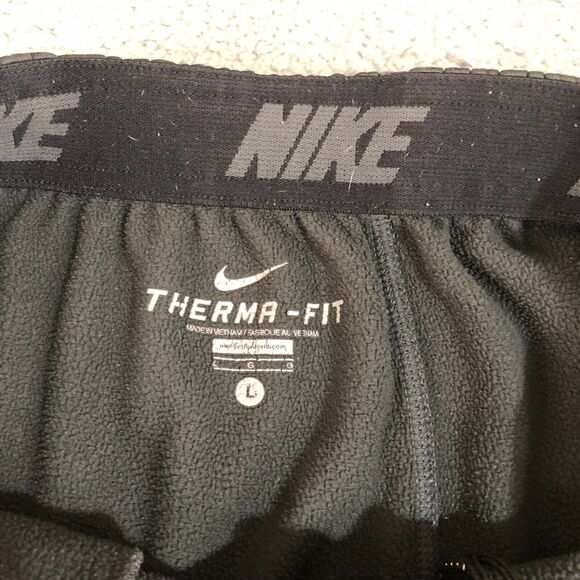 NIKE NIKE
THERMA-FIT
MADE IN VIETNAM / FABRIQUE AU VIETNAM
G G
L